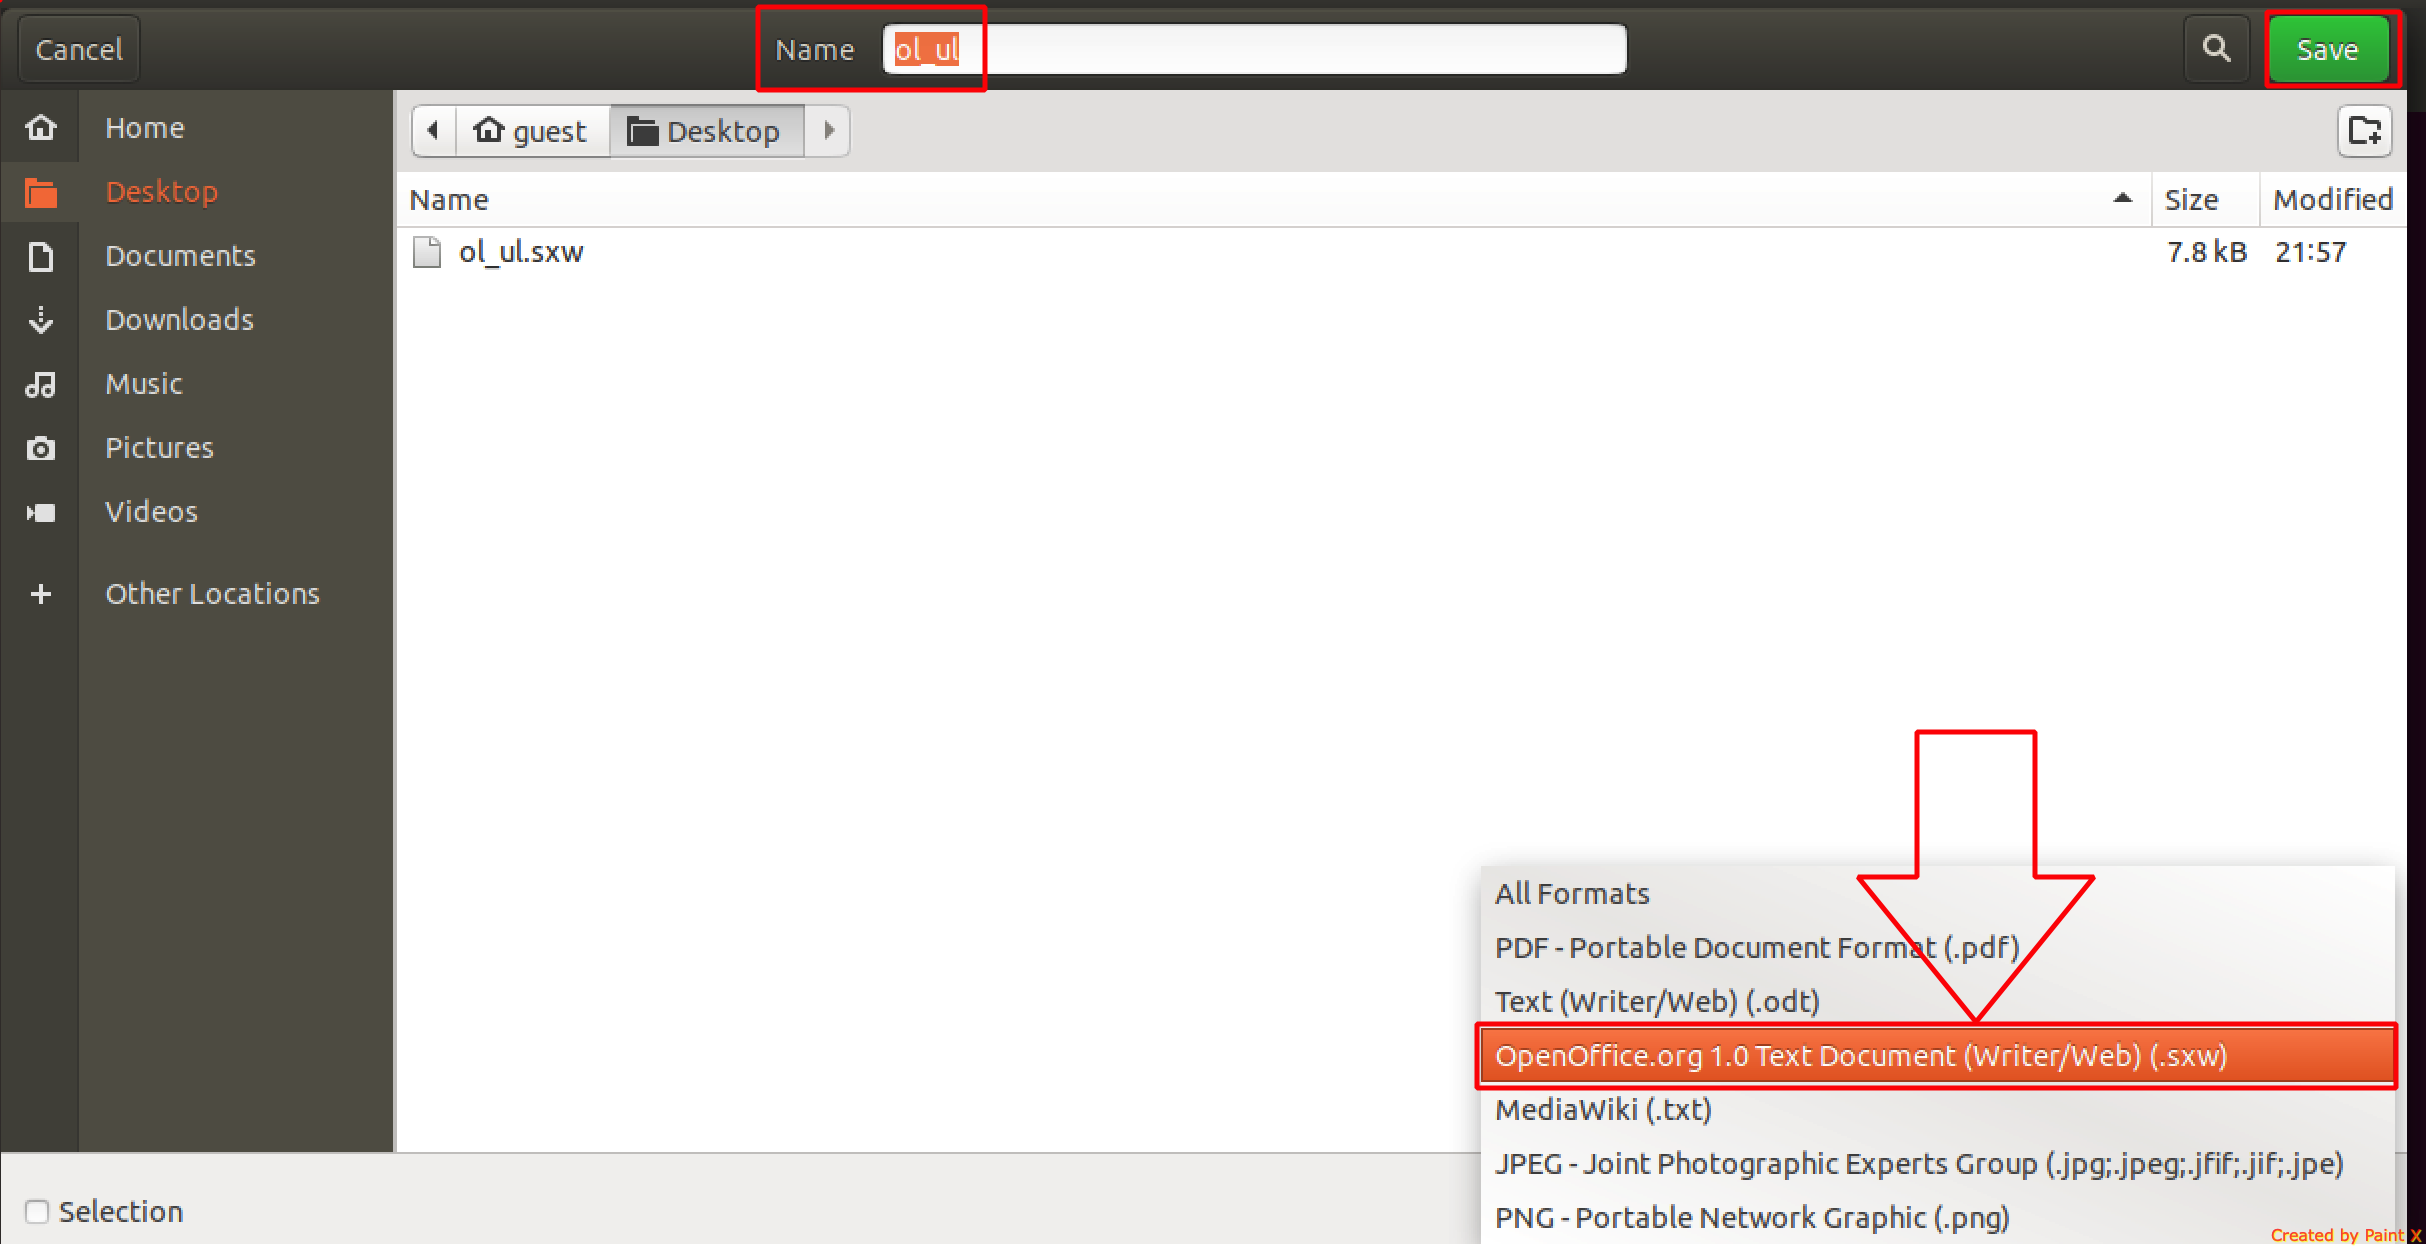 Cancel
Name ol_ul
Save
Home
Desktop
Documents
Downloads
Music
Pictures
Videos
Other Locations
guest Desktop
Name Size Modified
ol_ul.sxw 7.8 kB 21:57
All Formats
PDF - Portable Document Format (.pdf)
Text (Writer/Web) (.odt)
OpenOffice.org 1.0 Text Document (Writer/Web) (.sxw)
MediaWiki (.txt)
JPEG - Joint Photographic Experts Group (.jpg;.jpeg;.jfif;.jif;.jpe)
PNG - Portable Network Graphic (.png)
Selection
Created by Paint X